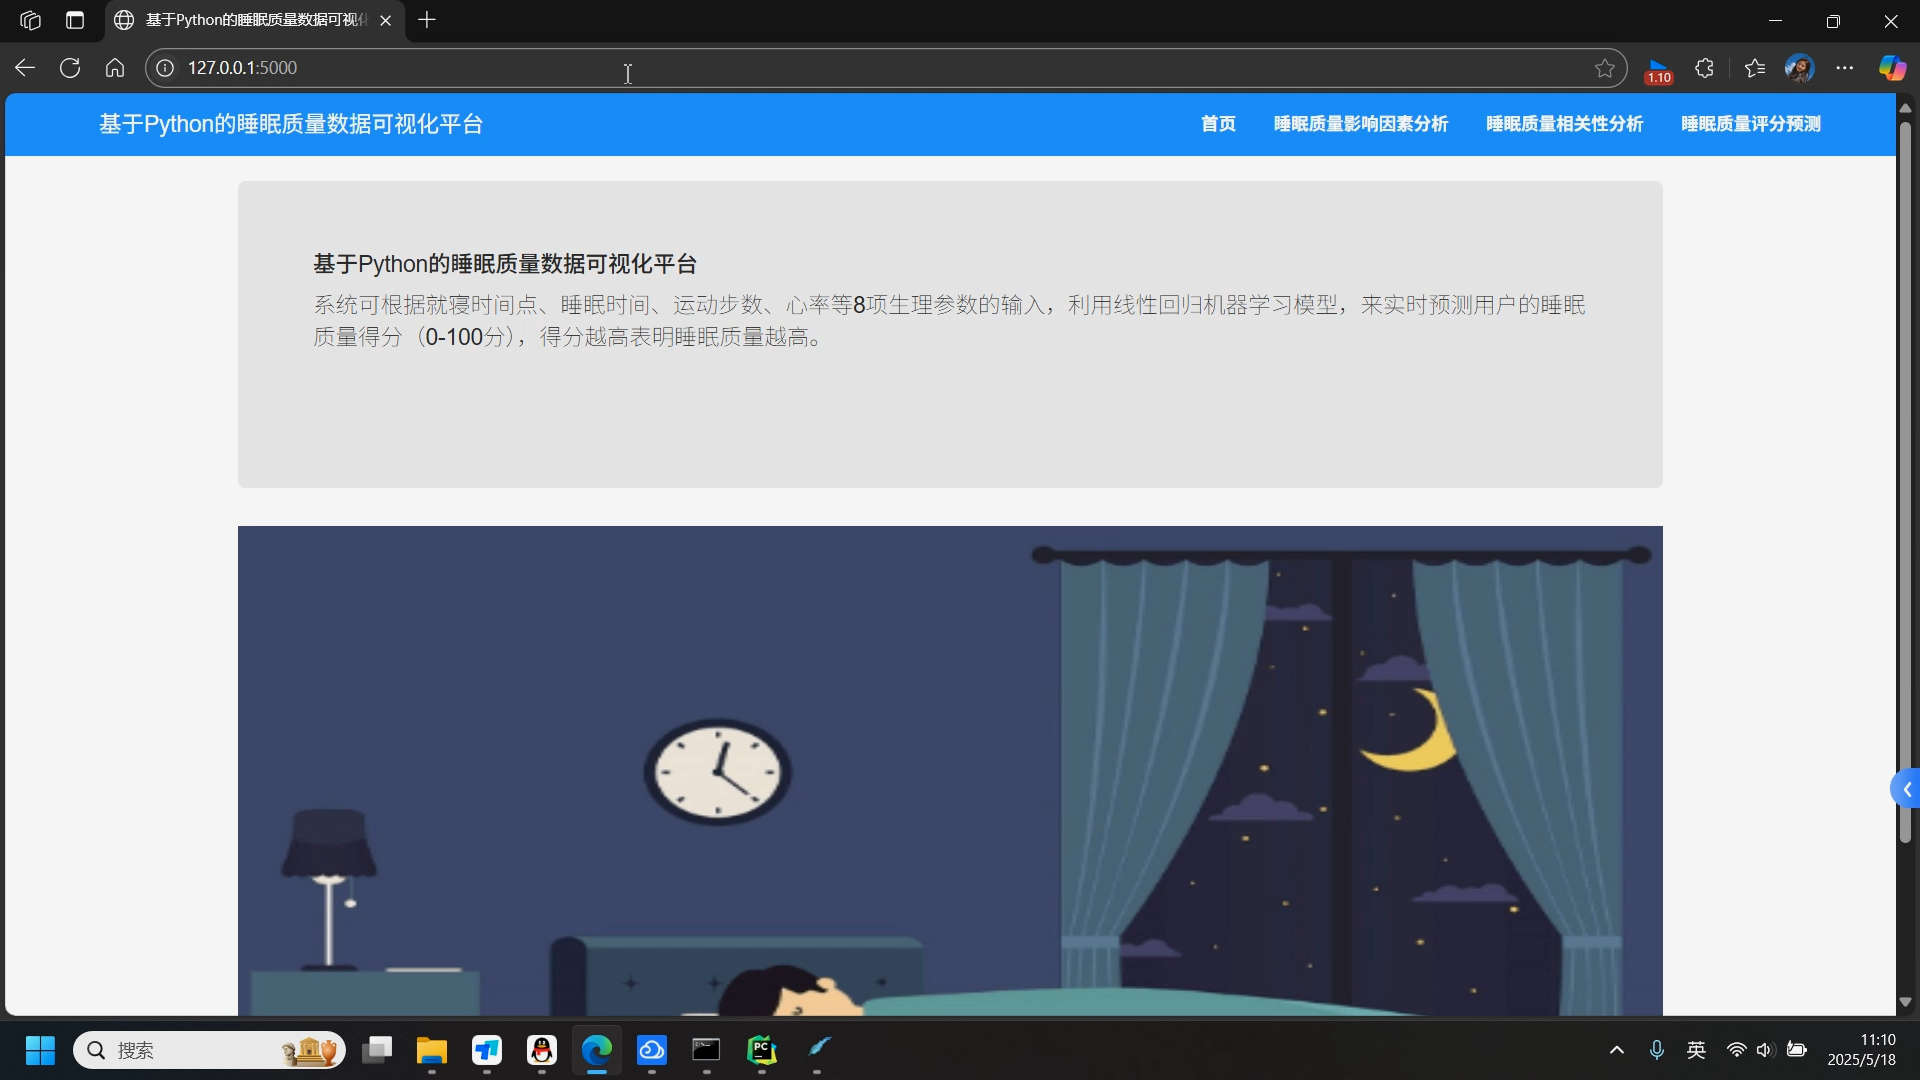 基于Python的睡眠质量数据可视化
127.0.0.1:5000
1.10
基于Python的睡眠质量数据可视化平台
首页 睡眠质量影响因素分析 睡眠质量相关性分析 睡眠质量评分预测
基于Python的睡眠质量数据可视化平台
系统可根据就寝时间点、睡眠时间、运动步数、心率等8项生理参数的输入，利用线性回归机器学习模型，来实时预测用户的睡眠
质量得分（0-100分），得分越高表明睡眠质量越高。
搜索
PC
英
11:10
2025/5/18